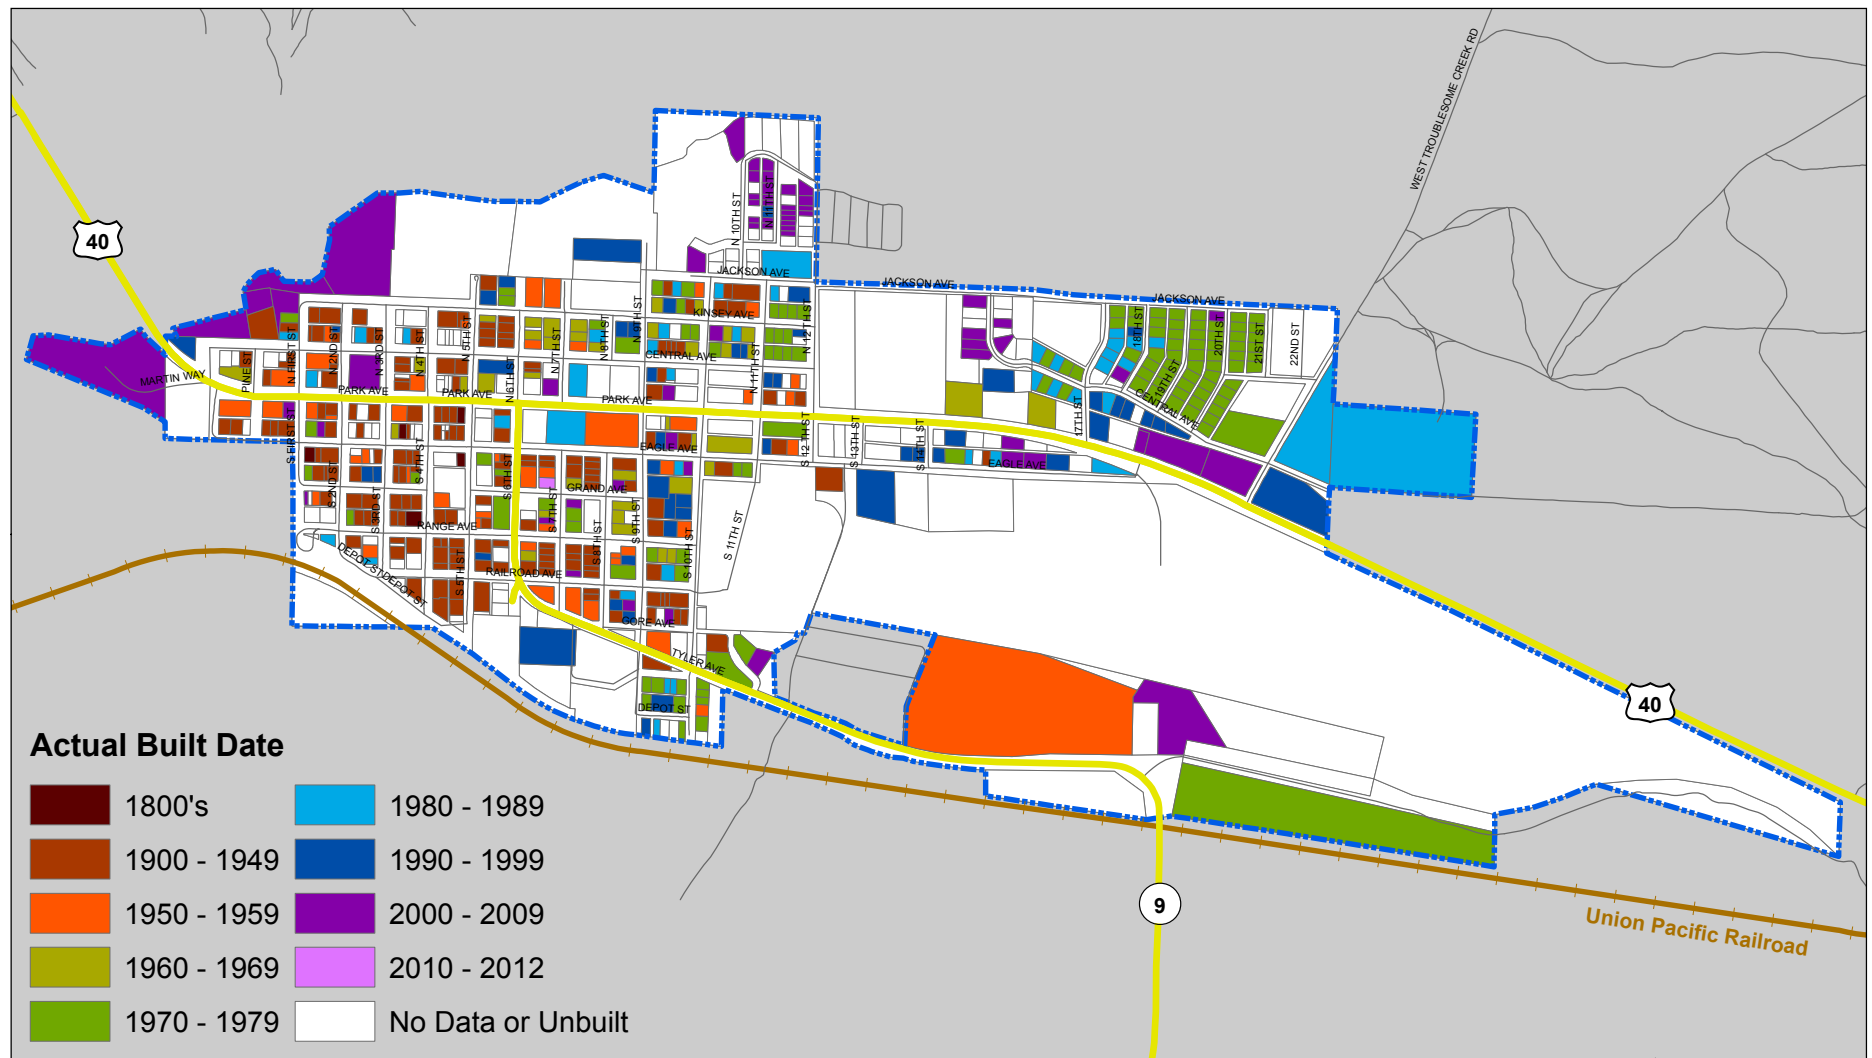 WEST TROUBLESOME CREEK RD
40
N 10TH ST
N 11TH ST
JACKSON AVE
JACKSON AVE
JACKSON AVE
KINSEY AVE
CENTRAL AVE
N 12TH ST
N 11TH ST
N 9TH ST
N 8TH ST
N 7TH ST
N 6TH ST
N 5TH ST
N 4TH ST
N 3RD ST
N 2ND ST
N FIRST ST
PINE ST
MARTIN WAY
PARK AVE
PARK AVE
PARK AVE
18TH ST
19TH ST
20TH ST
21ST ST
22ND ST
17TH ST
CENTRAL AVE
EAGLE AVE
EAGLE AVE
S 12TH ST
S 13TH ST
S 14TH ST
S FIRST ST
S 2ND ST
S 3RD ST
S 4TH ST
S 5TH ST
S 6TH ST
S 7TH ST
S 8TH ST
S 9TH ST
S 10TH ST
S 11TH ST
GRAND AVE
RANGE AVE
RAILROAD AVE
DEPOT ST
DEPOT ST
GORE AVE
TYLER AVE
DEPOT ST
40
9
Union Pacific Railroad
Actual Built Date
1800's
1900 - 1949
1950 - 1959
1960 - 1969
1970 - 1979
1980 - 1989
1990 - 1999
2000 - 2009
2010 - 2012
No Data or Unbuilt